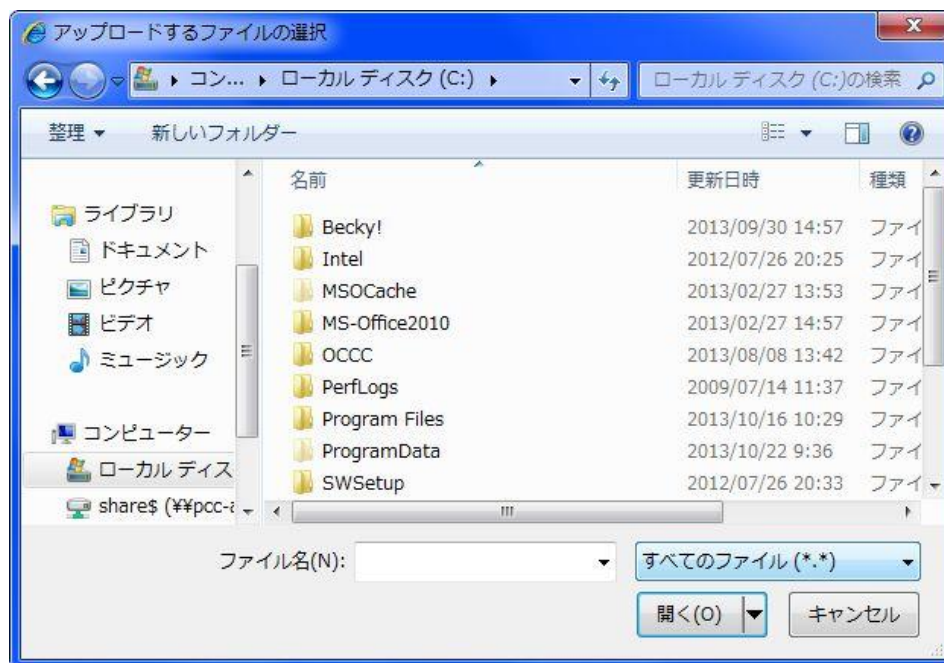 アップロードするファイルの選択
コン... ローカル ディスク (C:) ローカル ディスク (C:)の検索
整理 新しいフォルダー
名前 更新日時 種類
ライブラリ
ドキュメント
ピクチャ
ビデオ
ミュージック
コンピューター
ローカル ディス
share$ (¥¥pcc-a
Becky! 2013/09/30 14:57 ファイ
Intel 2012/07/26 20:25 ファイ
MSOCache 2013/02/27 13:53 ファイ
MS-Office2010 2013/02/27 14:57 ファイ
OCCC 2013/08/08 13:42 ファイ
PerfLogs 2009/07/14 11:37 ファイ
Program Files 2013/10/16 10:29 ファイ
ProgramData 2013/10/22 9:36 ファイ
SWSetup 2012/07/26 20:33 ファイ
ファイル名(N): すべてのファイル (*.*)
開く(O) キャンセル